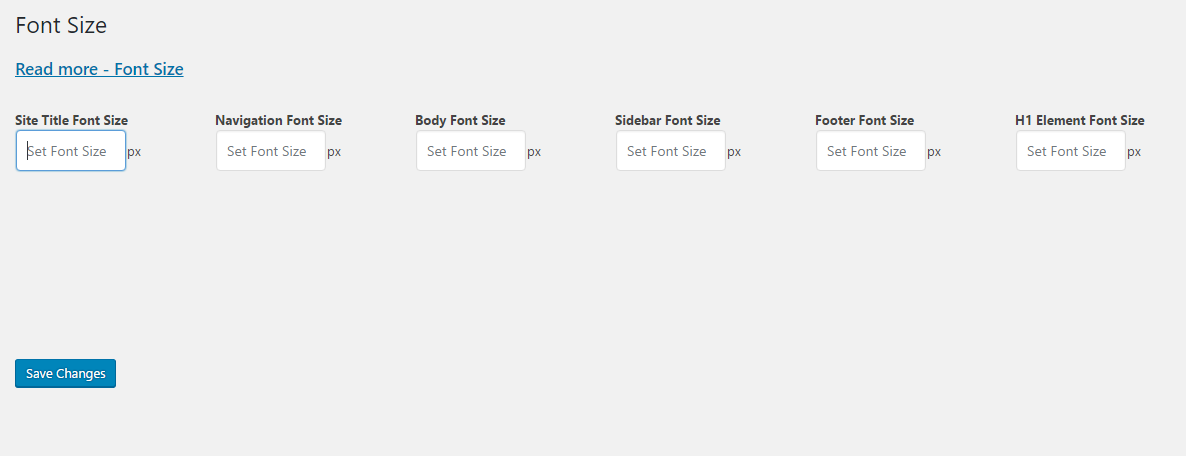 Font Size
Read more - Font Size
Site Title Font Size Navigation Font Size Body Font Size Sidebar Font Size Footer Font Size H1 Element Font Size
Set Font Size px Set Font Size px Set Font Size px Set Font Size px Set Font Size px Set Font Size px
Save Changes